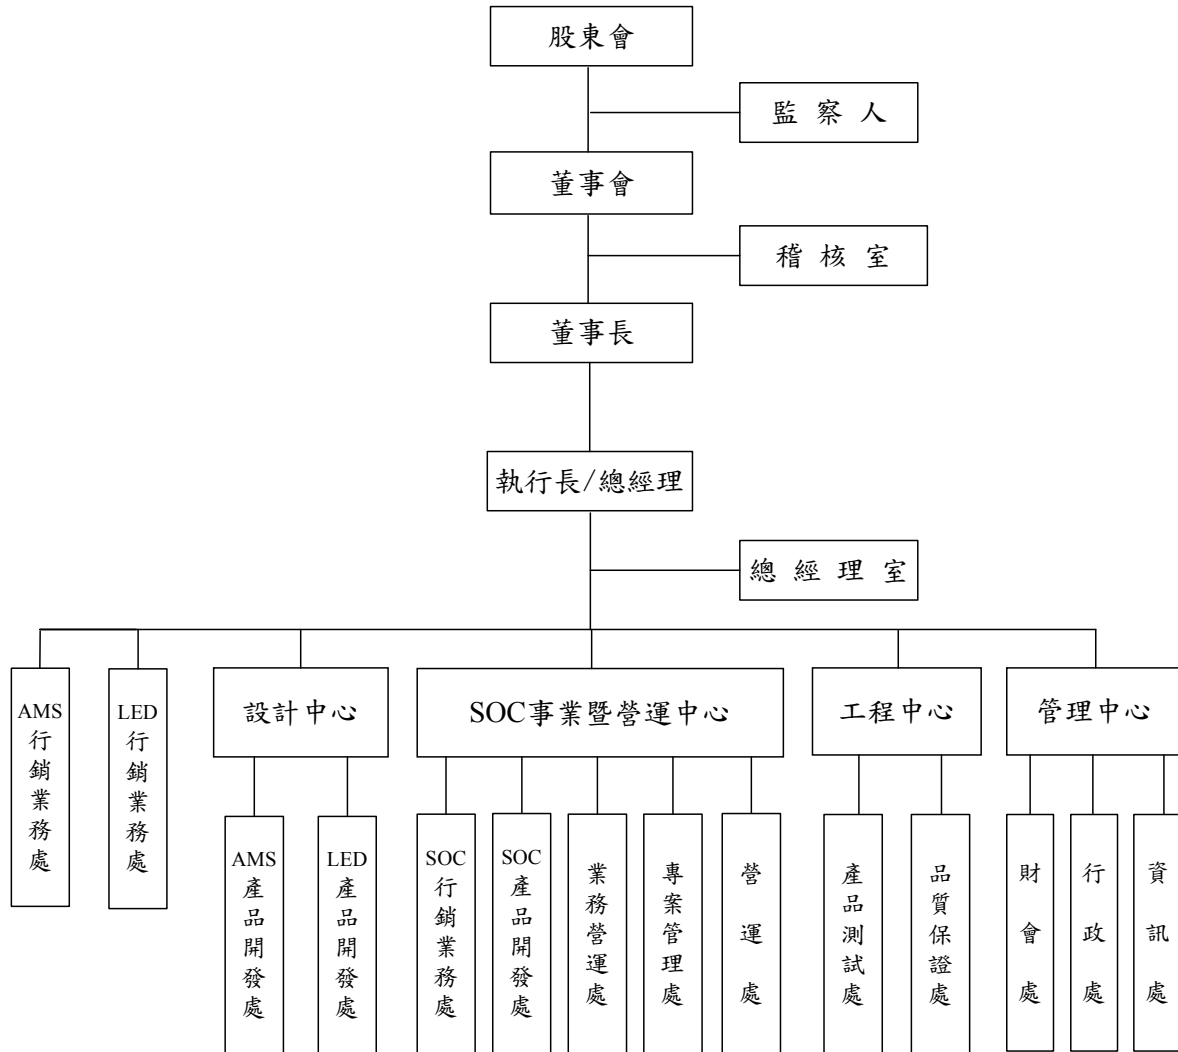 股東會
監 察 人
董事會
稽 核 室
董事長
執行長/總經理
總 經 理 室
AMS行銷業務處
LED行銷業務處
設計中心
SOC事業暨營運中心
工程中心
管理中心
AMS產品開發處
LED產品開發處
SOC行銷業務處
SOC產品開發處
業務營運處
專案管理處
營運處
產品測試處
品質保證處
財會處
行政處
資訊處